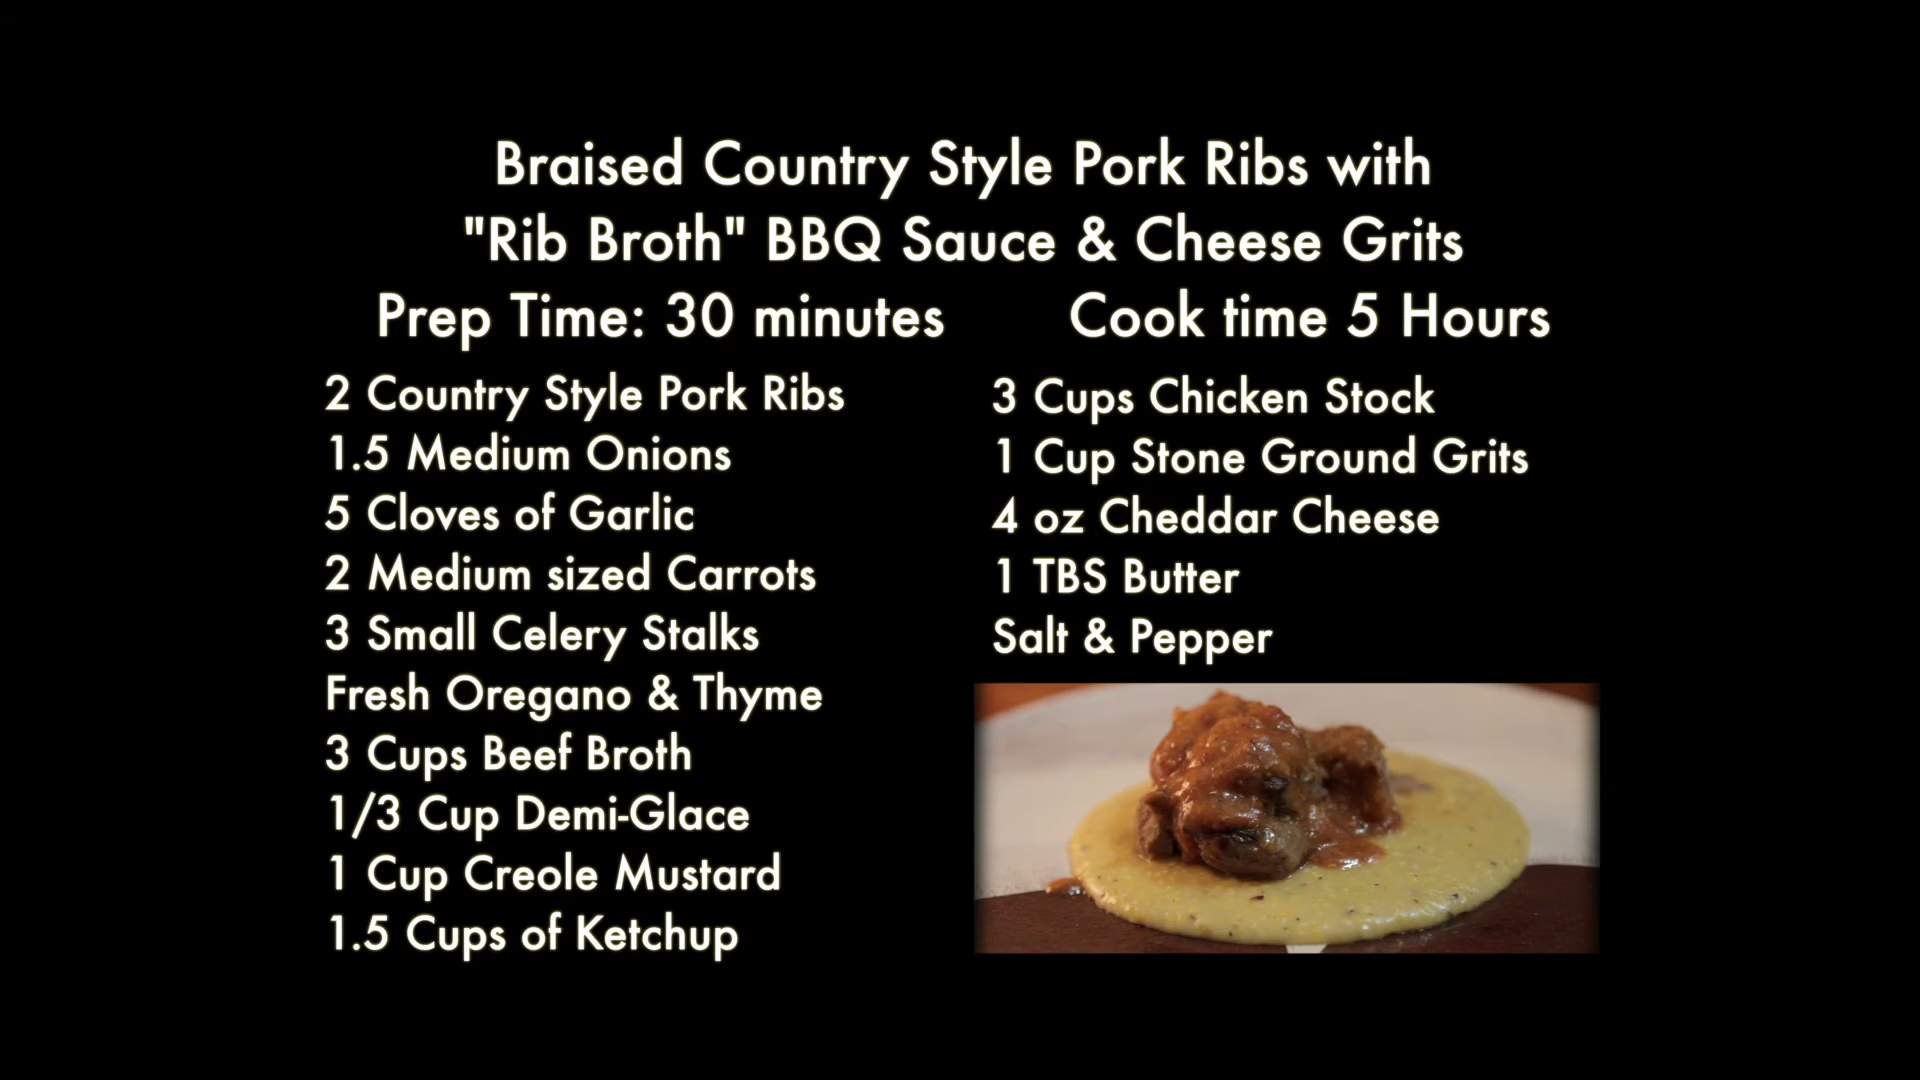 Braised Country Style Pork Ribs with
"Rib Broth" BBQ Sauce & Cheese Grits
Prep Time: 30 minutes
Cook time 5 Hours
2 Country Style Pork Ribs
1.5 Medium Onions
5 Cloves of Garlic
2 Medium sized Carrots
3 Small Celery Stalks
Fresh Oregano & Thyme
3 Cups Beef Broth
1/3 Cup Demi-Glace
1 Cup Creole Mustard
1.5 Cups of Ketchup
3 Cups Chicken Stock
1 Cup Stone Ground Grits
4 oz Cheddar Cheese
1 TBS Butter
Salt & Pepper